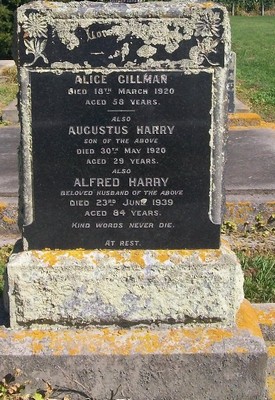 ALICE GILLMAN
DIED 18TH MARCH 1920
AGED 58 YEARS.
ALSO
AUGUSTUS HARRY
SON OF THE ABOVE
DIED 30TH MAY 1920
AGED 29 YEARS.
ALSO
ALFRED HARRY
BELOVED HUSBAND OF THE ABOVE
DIED 23RD JUNE 1939
AGED 84 YEARS.
KIND WORDS NEVER DIE.
AT REST.